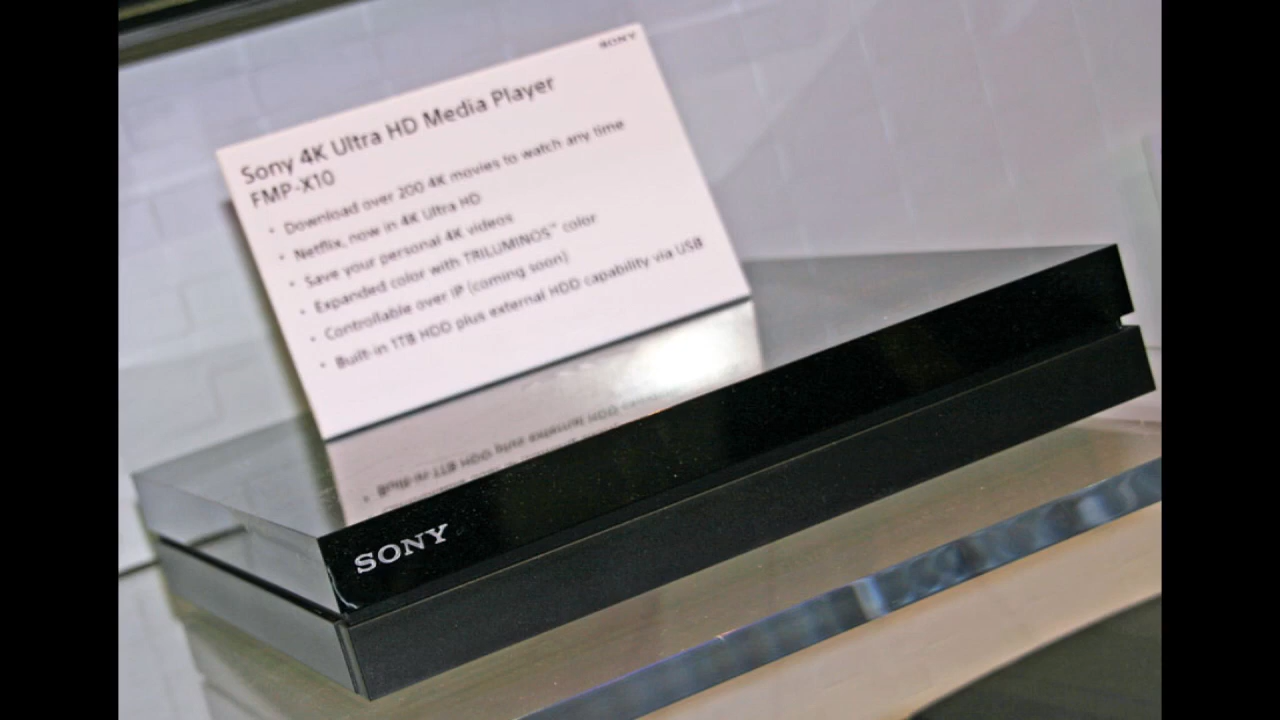 SONY
Sony 4K Ultra HD Media Player
FMP-X10
• Download over 200 4K movies to watch any time
• Netflix, now in 4K Ultra HD
• Save your personal 4K videos
• Expanded color with TRILUMINOS™ color
• Controllable over IP (coming soon)
• Built-in 1TB HDD plus external HDD capability via USB
SONY